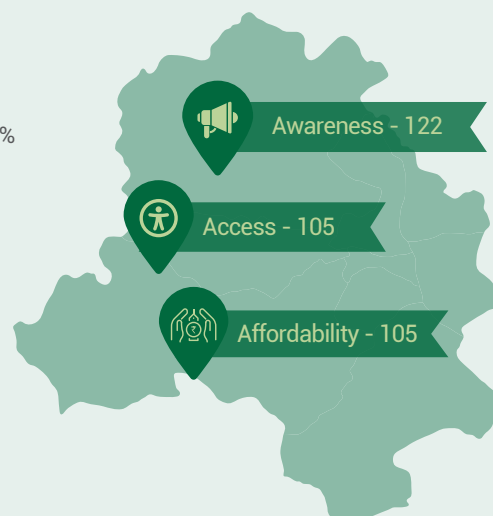 %
Awareness - 122
Access - 105
Affordability - 105
₹